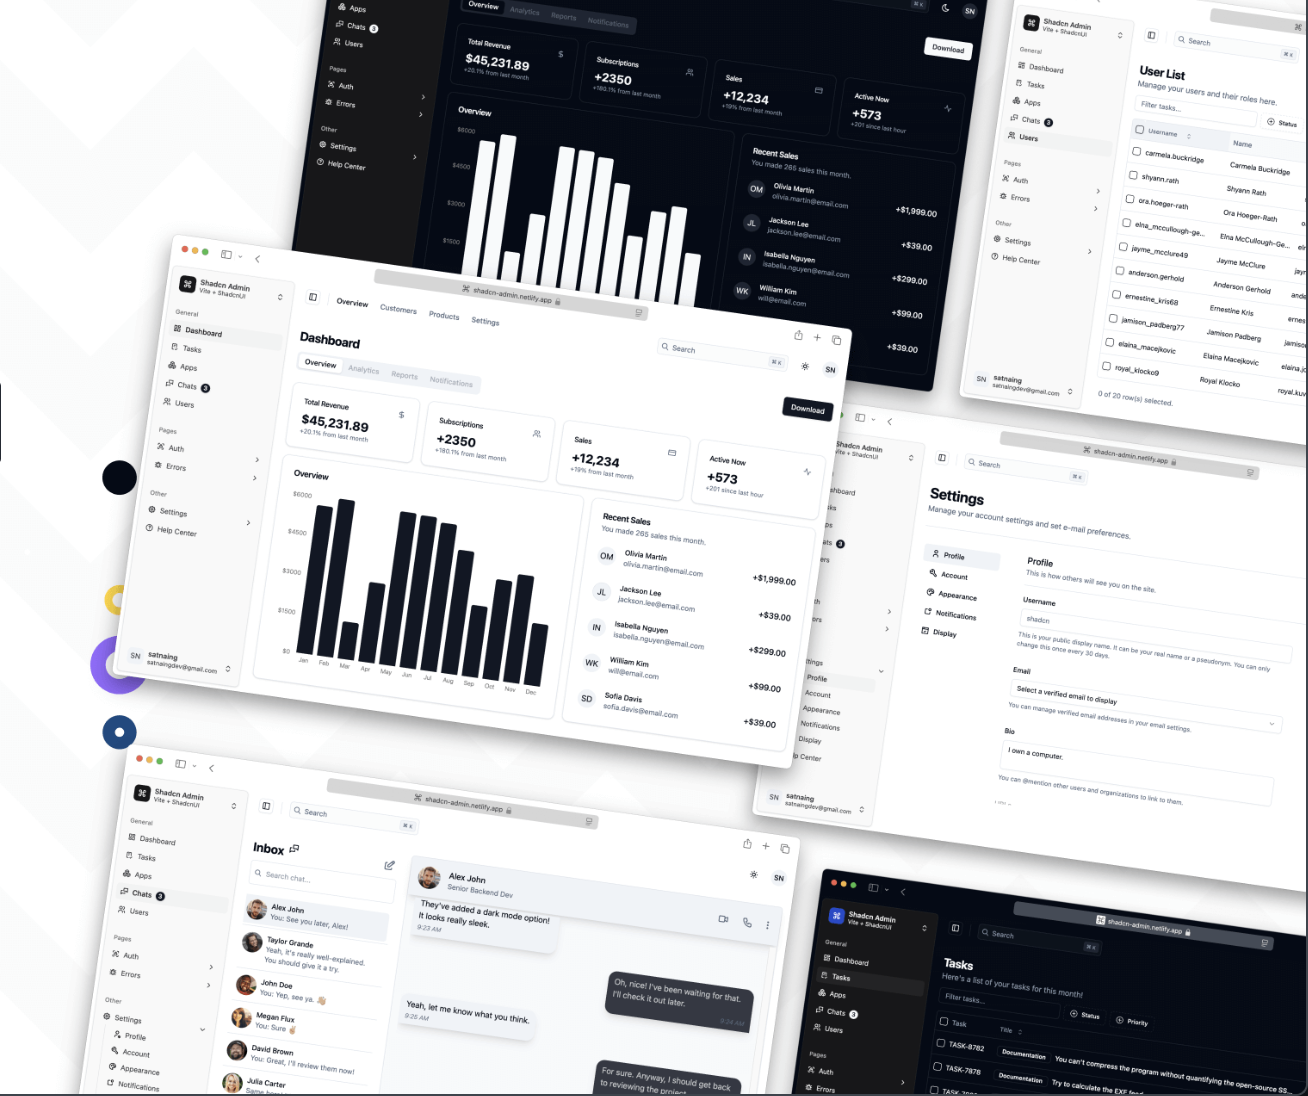 Apps
Chats 3
Users
Pages
Auth
Errors
Other
Settings
Help Center
Overview Analytics Reports Notifications
⌘ K
SN
Download
Total Revenue
$
$45,231.89
+20.1% from last month
Subscriptions
+2350
+180.1% from last month
Sales
+12,234
+19% from last month
Active Now
+573
+201 since last hour
Overview
$6000
$4500
$3000
$1500
Recent Sales
You made 265 sales this month.
OM
Olivia Martin
olivia.martin@email.com
+$1,999.00
JL
Jackson Lee
jackson.lee@email.com
+$39.00
IN
Isabella Nguyen
isabella.nguyen@email.com
+$299.00
WK
William Kim
will@email.com
+$99.00
+$39.00
Shadcn Admin
Vite + ShadcnUI
General
Dashboard
Tasks
Apps
Chats 3
Users
Pages
Auth
Errors
Other
Settings
Help Center
SN
satnaing
satnaingdev@gmail.com
Search
⌘ K
User List
Manage your users and their roles here.
Filter tasks...
Status
Username
Name
carmela.buckridge
Carmela Buckridge
shyann.rath
Shyann Rath
ora.hoeger-rath
Ora Hoeger-Rath
elna_mccullough-ge...
Elna McCullough-Ge...
jayme_mcclure49
Jayme McClure
anderson.gerhold
Anderson Gerhold
ander
ernestine_kris68
Ernestine Kris
ernes
jamison_padberg77
Jamison Padberg
jamiso
elaina_macejkovic
Elaina Macejkovic
elaina.jo
royal_klocko9
Royal Klocko
royal.kuv
0 of 20 row(s) selected.
shadcn-admin.netlify.app
Shadcn Admin
Vite + ShadcnUI
General
Dashboard
Tasks
Apps
Chats 3
Users
Pages
Auth
Errors
Other
Settings
Help Center
SN
satnaing
satnaingdev@gmail.com
Overview Customers Products Settings
Search
⌘ K
SN
Dashboard
Overview Analytics Reports Notifications
Download
Total Revenue
$
$45,231.89
+20.1% from last month
Subscriptions
+2350
+180.1% from last month
Sales
+12,234
+19% from last month
Active Now
+573
+201 since last hour
Overview
$6000
$4500
$3000
$1500
$0
Jan Feb Mar Apr May Jun Jul Aug Sep Oct Nov Dec
Recent Sales
You made 265 sales this month.
OM
Olivia Martin
olivia.martin@email.com
+$1,999.00
JL
Jackson Lee
jackson.lee@email.com
+$39.00
IN
Isabella Nguyen
isabella.nguyen@email.com
+$299.00
WK
William Kim
will@email.com
+$99.00
SD
Sofia Davis
sofia.davis@email.com
+$39.00
shadcn-admin.netlify.app
Shadcn Admin
Vite + ShadcnUI
shboard
ks
ps
ats 3
ers
th
rors
ttings
Profile
Account
Appearance
Notifications
Display
lp Center
SN
satnaing
satnaingdev@gmail.com
Search
⌘ K
Settings
Manage your account settings and set e-mail preferences.
Profile
Account
Appearance
Notifications
Display
Profile
This is how others will see you on the site.
Username
shadcn
This is your public display name. It can be your real name or a pseudonym. You can only
change this once every 30 days.
Email
Select a verified email to display
You can manage verified email addresses in your email settings.
Bio
I own a computer.
You can @mention other users and organizations to link to them.
shadcn-admin.netlify.app
Shadcn Admin
Vite + ShadcnUI
General
Dashboard
Tasks
Apps
Chats 3
Users
Pages
Auth
Errors
Other
Settings
Profile
Account
Appearance
Notifications
Search
⌘ K
SN
Inbox
Search chat...
Alex John
You: See you later, Alex!
Taylor Grande
Yeah, it's really well-explained.
You should give it a try.
John Doe
You: Yep, see ya. 👋🏻
Megan Flux
You: Sure ✌🏻
David Brown
You: Great, I'll review them now!
Julia Carter
Alex John
Senior Backend Dev
They've added a dark mode option!
It looks really sleek.
9:23 AM
Oh, nice! I've been waiting for that.
I'll check it out later.
9:24 AM
Yeah, let me know what you think.
9:26 AM
For sure. Anyway, I should get back
to reviewing the project.
shadcn-admin.netlify.app
Shadcn Admin
Vite + ShadcnUI
General
Dashboard
Tasks
Apps
Chats 3
Users
Pages
Auth
Errors
Search
⌘ K
Tasks
Here's a list of your tasks for this month!
Filter tasks...
Status
Priority
Task
Title
TASK-8782
Documentation
You can't compress the program without quantifying the open-source SS...
TASK-7878
Documentation
Try to calculate the EXE feed